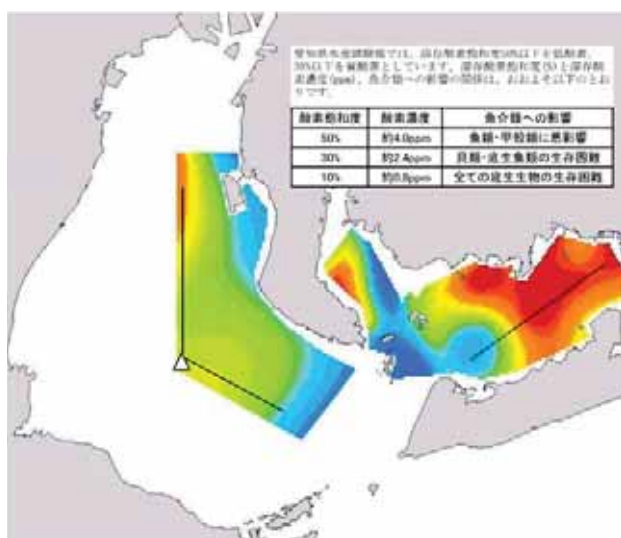 愛知県水産試験場では、溶存酸素飽和度50%以下を貧酸素、
30%以下を貧酸素としています。溶存酸素飽和度(%)と溶存酸
素濃度(ppm)、魚介類への影響の関係は、おおよそ以下のとお
りです。
酸素飽和度 酸素濃度 魚介類への影響
50% 約4.0ppm 魚類・甲殻類に悪影響
30% 約2.4ppm 貝類・底生魚類の生存困難
10% 約0.8ppm 全ての底生生物の生存困難